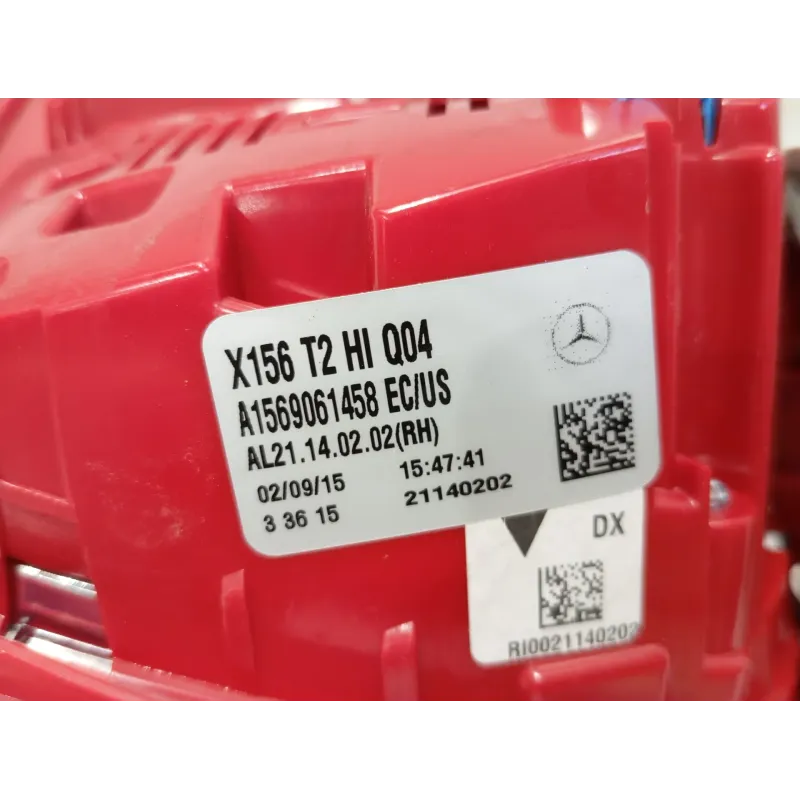 X156 T2 HI Q04
A1569061458 EC/US
AL21.14.02.02(RH)
02/09/15 15:47:41
3 36 15 21140202
DX
RI0021140202